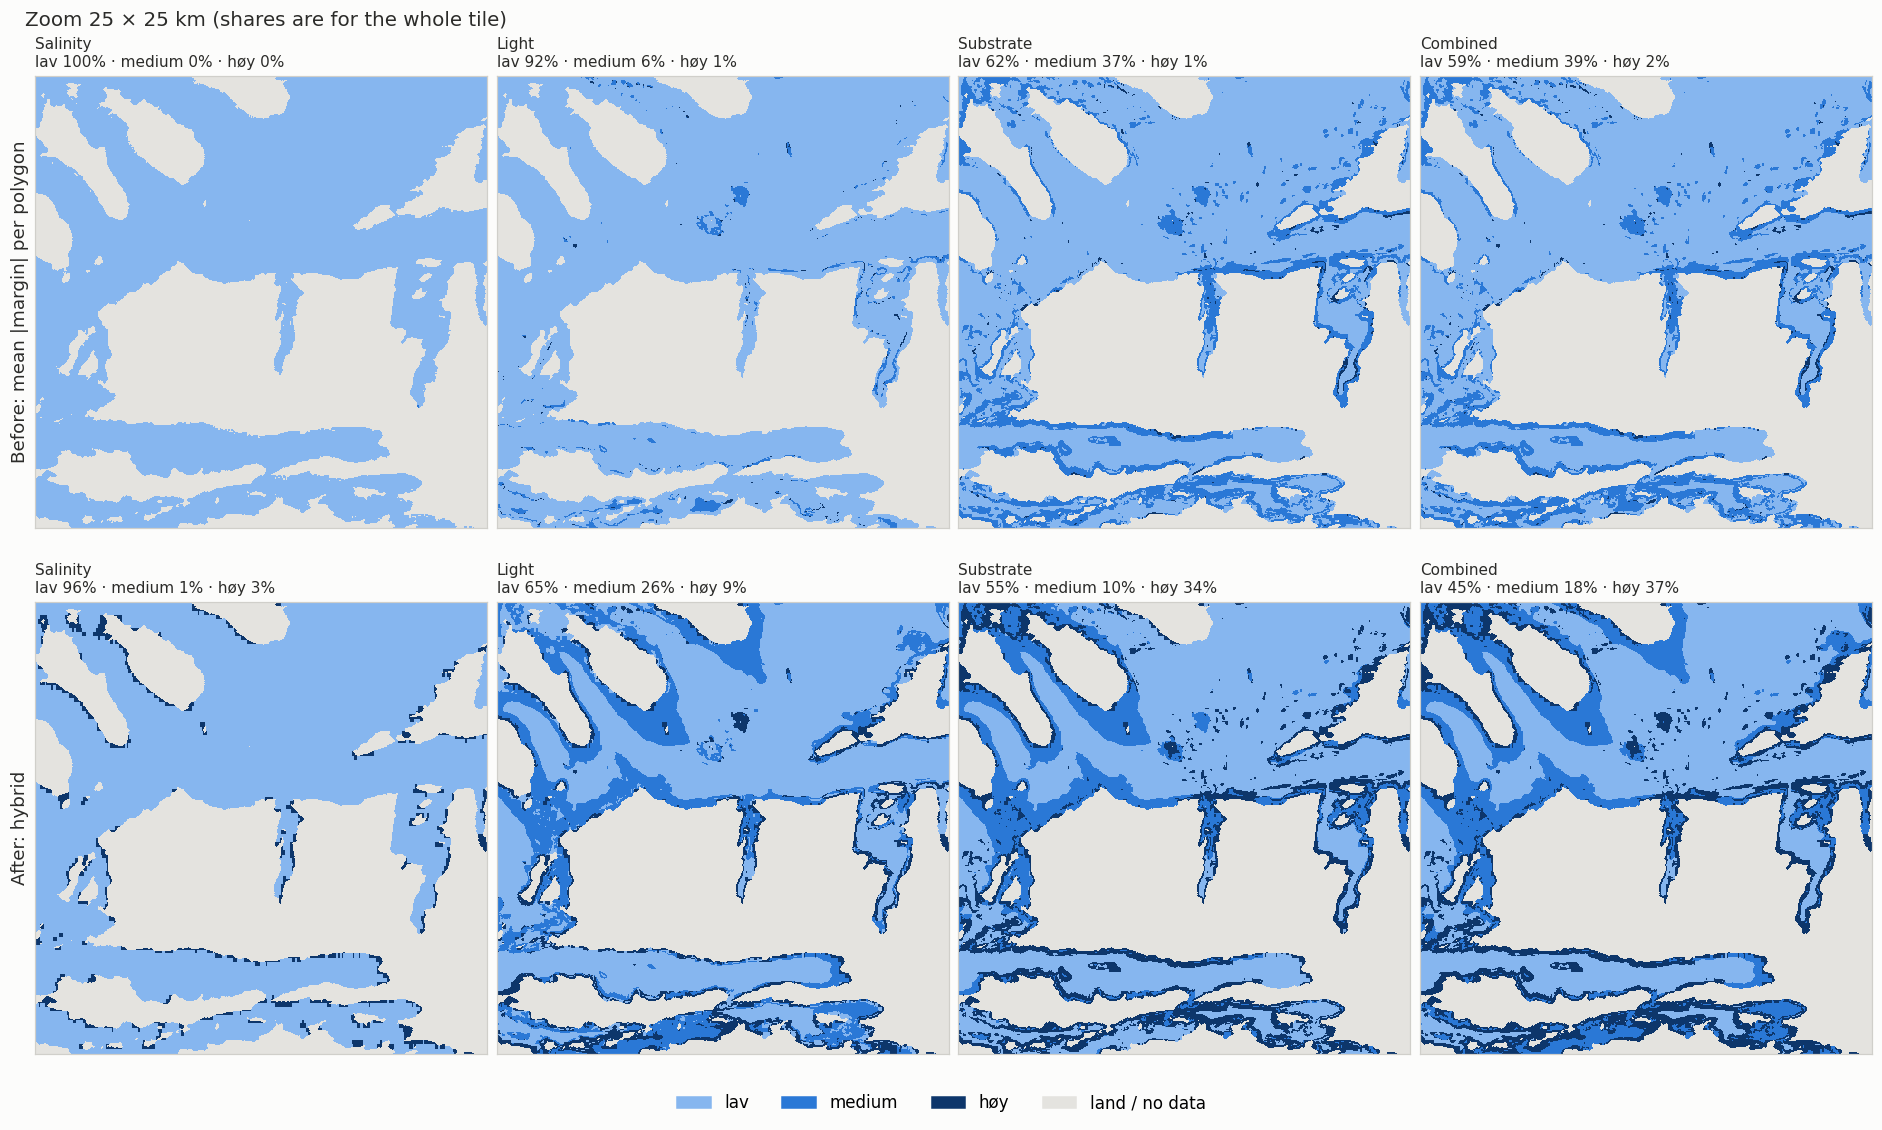 Zoom 25 × 25 km (shares are for the whole tile)
Salinity
lav 100% · medium 0% · høy 0%
Light
lav 92% · medium 6% · høy 1%
Substrate
lav 62% · medium 37% · høy 1%
Combined
lav 59% · medium 39% · høy 2%
Before: mean |margin| per polygon
Salinity
lav 96% · medium 1% · høy 3%
Light
lav 65% · medium 26% · høy 9%
Substrate
lav 55% · medium 10% · høy 34%
Combined
lav 45% · medium 18% · høy 37%
After: hybrid
lav
medium
høy
land / no data